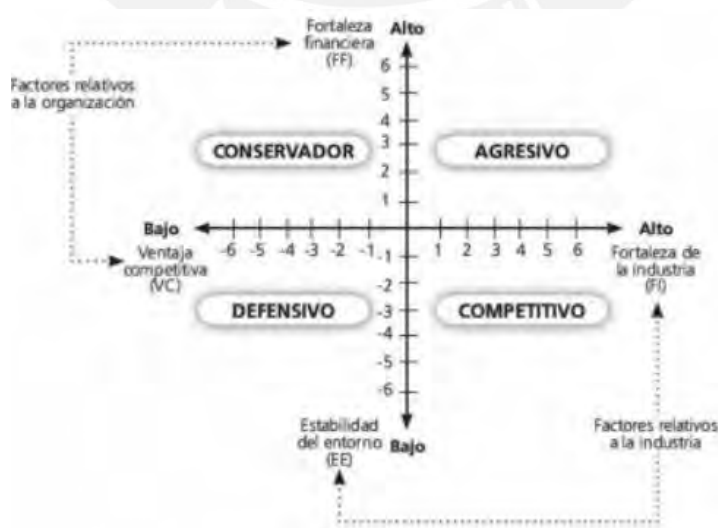 Fortaleza
financiera
(FF)
Alto
Factores relativos
a la organización
6
5
4
3
2
1
CONSERVADOR
AGRESIVO
Bajo
Alto
-6 -5 -4 -3 -2 -1
1 2 3 4 5 6
Ventaja
competitiva
(VC)
Fortaleza de
la industria
(FI)
-1
-2
-3
-4
-5
-6
DEFENSIVO
COMPETITIVO
Estabilidad
del entorno
(EE)
Bajo
Factores relativos
a la industria